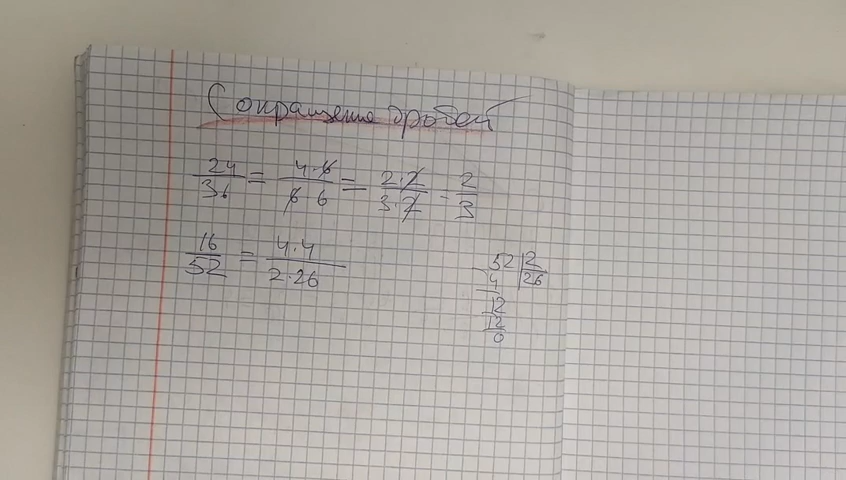 Сокращение дробей
24/36 = 4·6/6·6 = 2·2/3·2 = 2/3
16/52 = 4·4/2·26
52 | 2
4 | 26
12
12
0